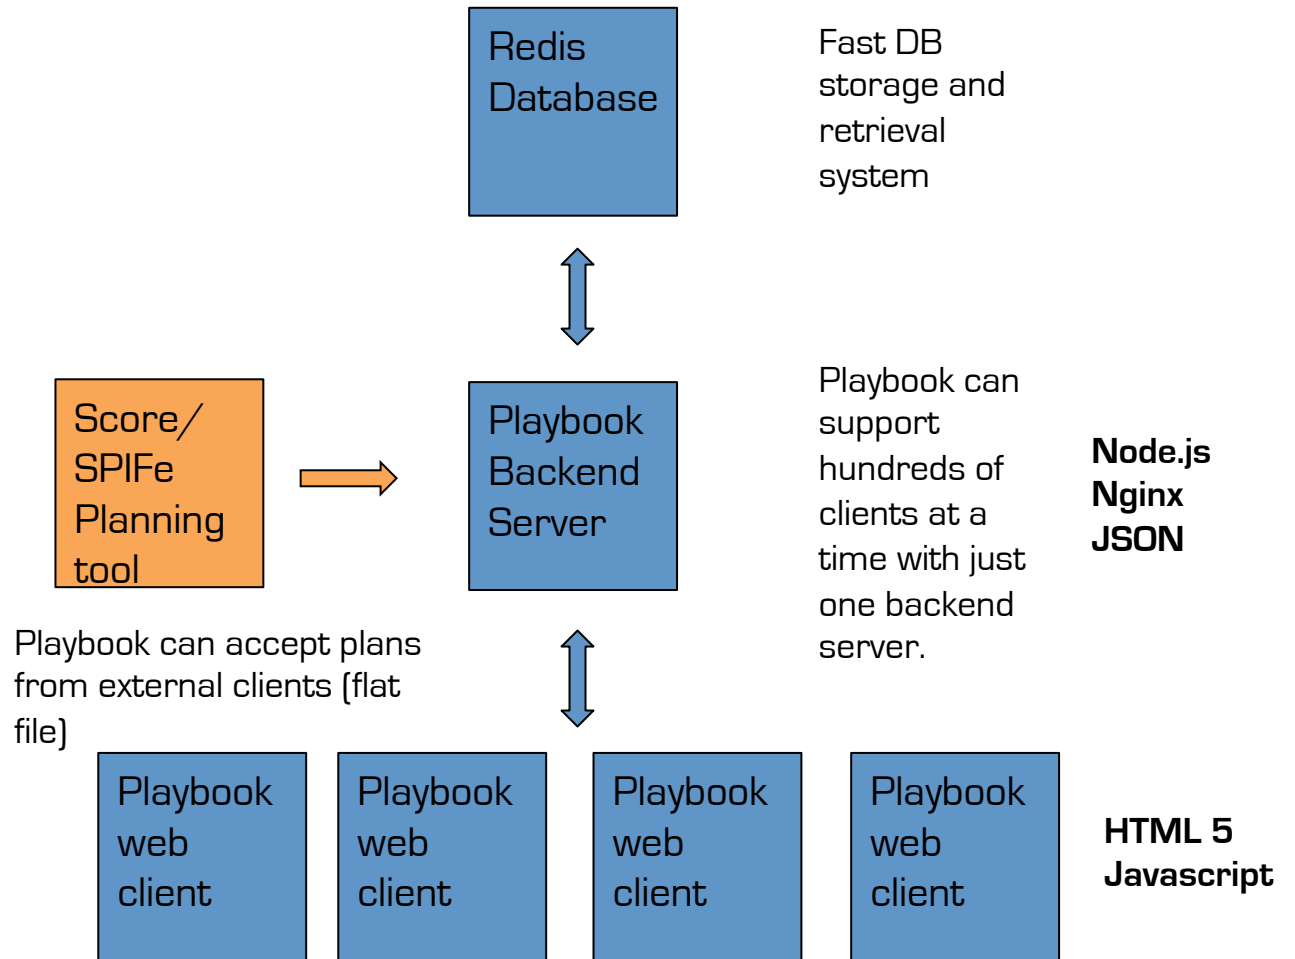 Redis
Database
Fast DB
storage and
retrieval
system
Score/
SPIFe
Planning
tool
Playbook
Backend
Server
Playbook can
support
hundreds of
clients at a
time with just
one backend
server.
Node.js
Nginx
JSON
Playbook can accept plans
from external clients (flat
file)
Playbook
web
client
Playbook
web
client
Playbook
web
client
Playbook
web
client
HTML 5
Javascript